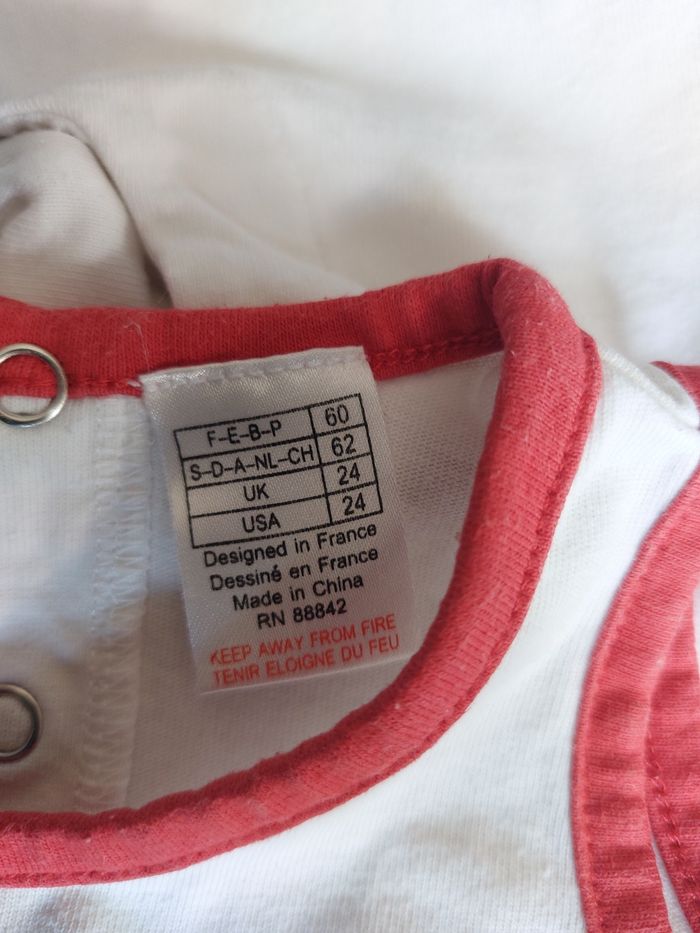 F-E-B-P 60
S-D-A-NL-CH 62
UK 24
USA 24
Designed in France
Dessiné en France
Made in China
RN 88842
KEEP AWAY FROM FIRE
TENIR ELOIGNE DU FEU